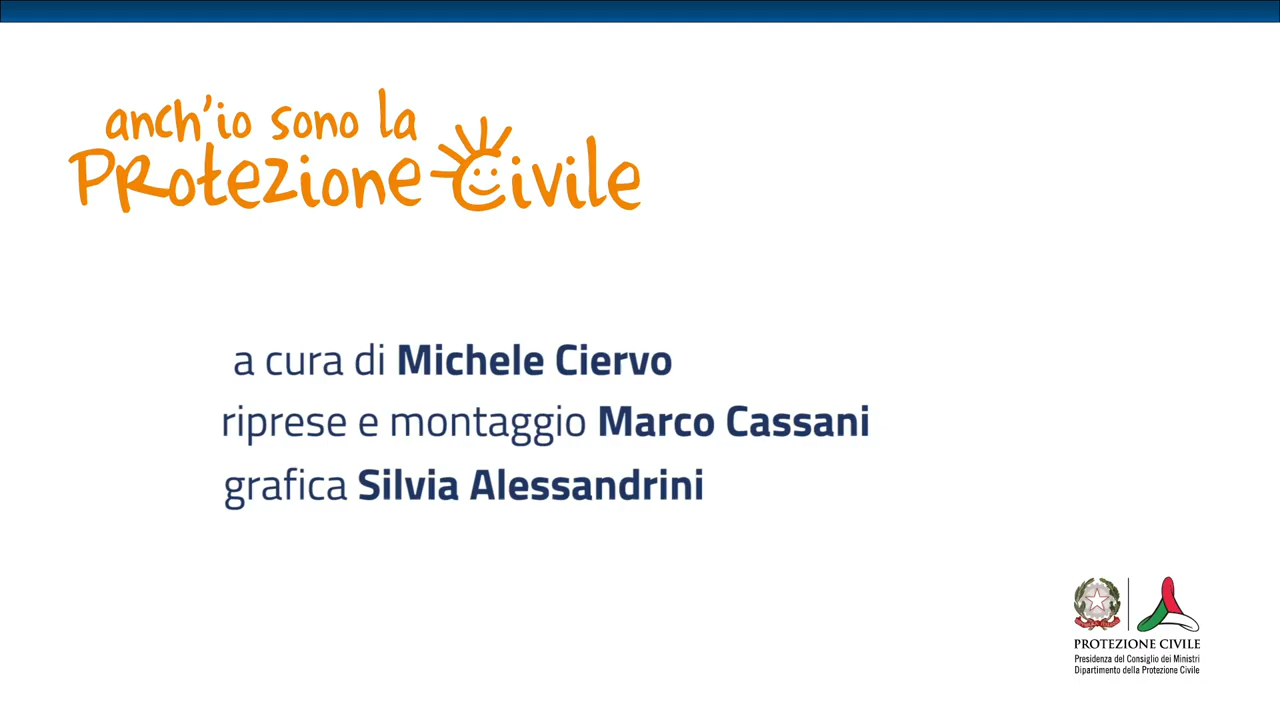 anch'io sono la
Protezione Civile
a cura di Michele Ciervo
riprese e montaggio Marco Cassani
grafica Silvia Alessandrini
PROTEZIONE CIVILE
Presidenza del Consiglio dei Ministri
Dipartimento della Protezione Civile